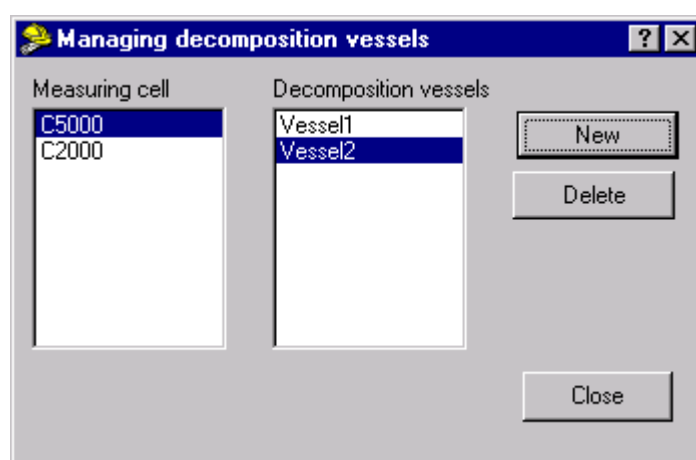 Managing decomposition vessels
Measuring cell
Decomposition vessels
C5000
C2000
Vessel1
Vessel2
New
Delete
Close